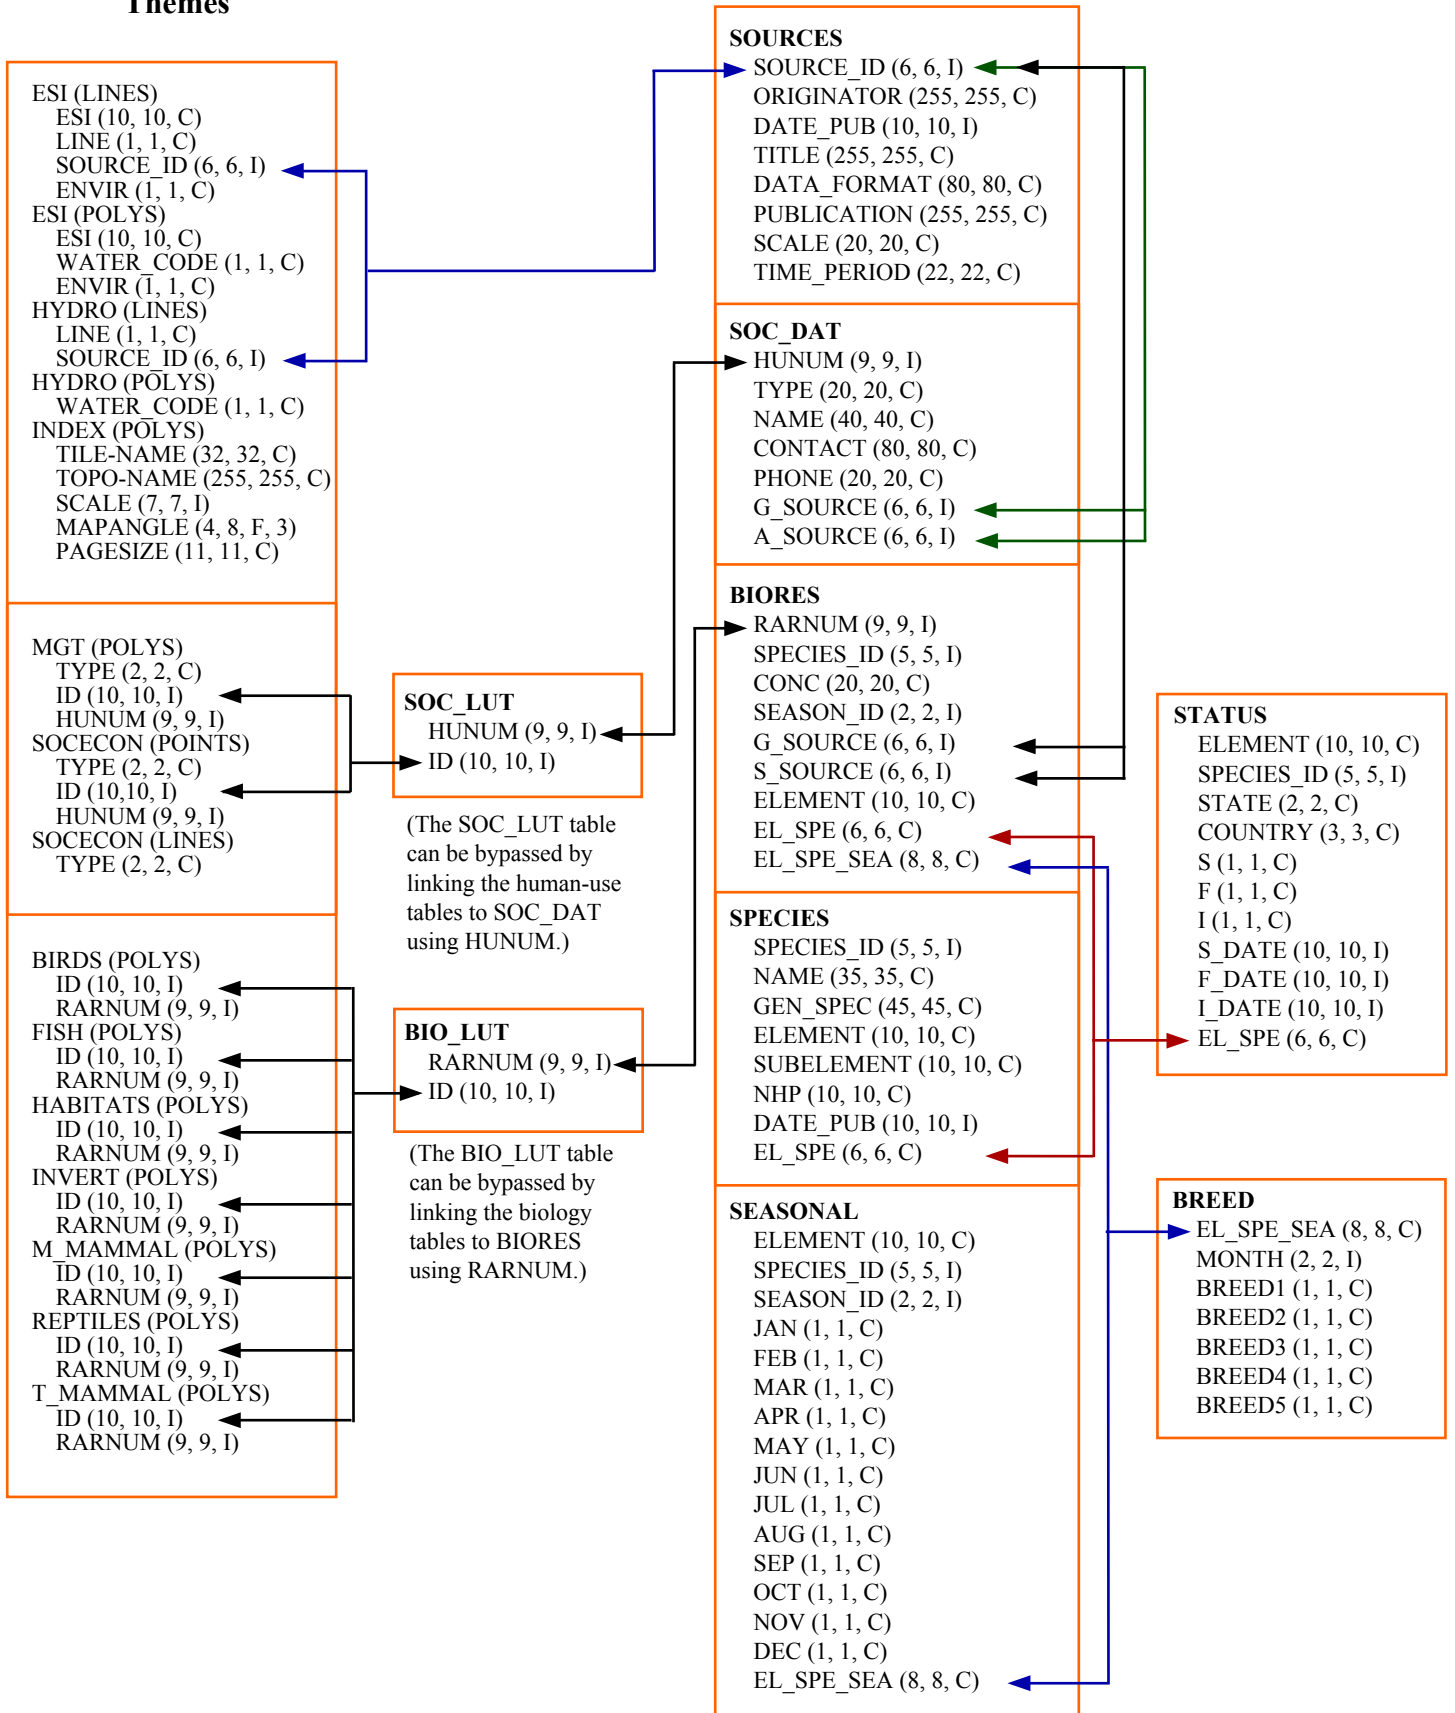 Themes
ESI (LINES)
ESI (10, 10, C)
LINE (1, 1, C)
SOURCE_ID (6, 6, I)
ENVIR (1, 1, C)
ESI (POLYS)
ESI (10, 10, C)
WATER_CODE (1, 1, C)
ENVIR (1, 1, C)
HYDRO (LINES)
LINE (1, 1, C)
SOURCE_ID (6, 6, I)
HYDRO (POLYS)
WATER_CODE (1, 1, C)
INDEX (POLYS)
TILE-NAME (32, 32, C)
TOPO-NAME (255, 255, C)
SCALE (7, 7, I)
MAPANGLE (4, 8, F, 3)
PAGESIZE (11, 11, C)
MGT (POLYS)
TYPE (2, 2, C)
ID (10, 10, I)
HUNUM (9, 9, I)
SOCECON (POINTS)
TYPE (2, 2, C)
ID (10,10, I)
HUNUM (9, 9, I)
SOCECON (LINES)
TYPE (2, 2, C)
BIRDS (POLYS)
ID (10, 10, I)
RARNUM (9, 9, I)
FISH (POLYS)
ID (10, 10, I)
RARNUM (9, 9, I)
HABITATS (POLYS)
ID (10, 10, I)
RARNUM (9, 9, I)
INVERT (POLYS)
ID (10, 10, I)
RARNUM (9, 9, I)
M_MAMMAL (POLYS)
ID (10, 10, I)
RARNUM (9, 9, I)
REPTILES (POLYS)
ID (10, 10, I)
RARNUM (9, 9, I)
T_MAMMAL (POLYS)
ID (10, 10, I)
RARNUM (9, 9, I)
SOC_LUT
HUNUM (9, 9, I)
ID (10, 10, I)
(The SOC_LUT table
can be bypassed by
linking the human-use
tables to SOC_DAT
using HUNUM.)
BIO_LUT
RARNUM (9, 9, I)
ID (10, 10, I)
(The BIO_LUT table
can be bypassed by
linking the biology
tables to BIORES
using RARNUM.)
SOURCES
SOURCE_ID (6, 6, I)
ORIGINATOR (255, 255, C)
DATE_PUB (10, 10, I)
TITLE (255, 255, C)
DATA_FORMAT (80, 80, C)
PUBLICATION (255, 255, C)
SCALE (20, 20, C)
TIME_PERIOD (22, 22, C)
SOC_DAT
HUNUM (9, 9, I)
TYPE (20, 20, C)
NAME (40, 40, C)
CONTACT (80, 80, C)
PHONE (20, 20, C)
G_SOURCE (6, 6, I)
A_SOURCE (6, 6, I)
BIORES
RARNUM (9, 9, I)
SPECIES_ID (5, 5, I)
CONC (20, 20, C)
SEASON_ID (2, 2, I)
G_SOURCE (6, 6, I)
S_SOURCE (6, 6, I)
ELEMENT (10, 10, C)
EL_SPE (6, 6, C)
EL_SPE_SEA (8, 8, C)
SPECIES
SPECIES_ID (5, 5, I)
NAME (35, 35, C)
GEN_SPEC (45, 45, C)
ELEMENT (10, 10, C)
SUBELEMENT (10, 10, C)
NHP (10, 10, C)
DATE_PUB (10, 10, I)
EL_SPE (6, 6, C)
SEASONAL
ELEMENT (10, 10, C)
SPECIES_ID (5, 5, I)
SEASON_ID (2, 2, I)
JAN (1, 1, C)
FEB (1, 1, C)
MAR (1, 1, C)
APR (1, 1, C)
MAY (1, 1, C)
JUN (1, 1, C)
JUL (1, 1, C)
AUG (1, 1, C)
SEP (1, 1, C)
OCT (1, 1, C)
NOV (1, 1, C)
DEC (1, 1, C)
EL_SPE_SEA (8, 8, C)
STATUS
ELEMENT (10, 10, C)
SPECIES_ID (5, 5, I)
STATE (2, 2, C)
COUNTRY (3, 3, C)
S (1, 1, C)
F (1, 1, C)
I (1, 1, C)
S_DATE (10, 10, I)
F_DATE (10, 10, I)
I_DATE (10, 10, I)
EL_SPE (6, 6, C)
BREED
EL_SPE_SEA (8, 8, C)
MONTH (2, 2, I)
BREED1 (1, 1, C)
BREED2 (1, 1, C)
BREED3 (1, 1, C)
BREED4 (1, 1, C)
BREED5 (1, 1, C)